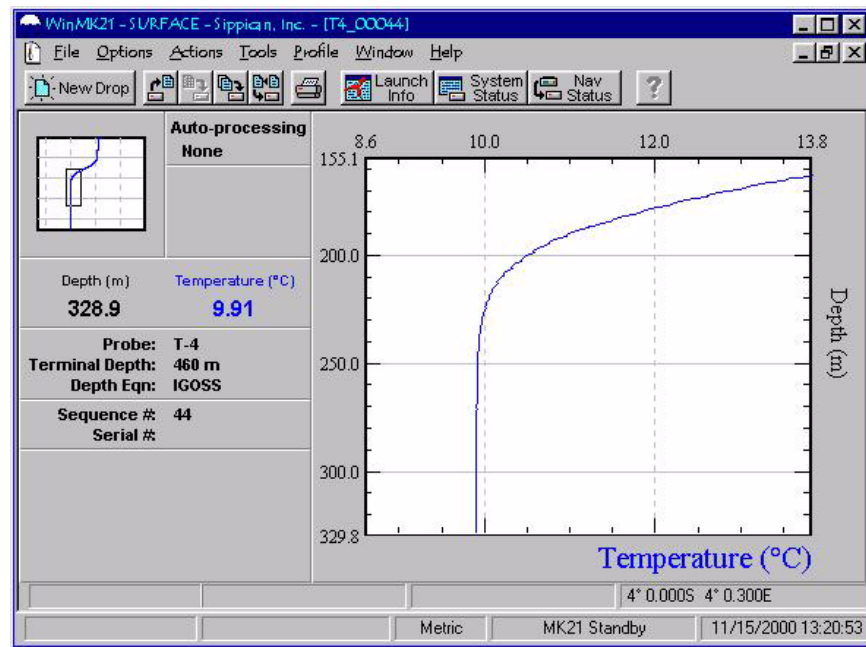 WinMK21 - SURFACE - Sippican, Inc. - [T4_00044]
File Options Actions Tools Profile Window Help
New Drop Launch Info System Status Nav Status ?
Auto-processing
None
Depth (m) Temperature (°C)
328.9 9.91
Probe: T-4
Terminal Depth: 460 m
Depth Eqn: IGOSS
Sequence #: 44
Serial #:
8.6 10.0 12.0 13.8
155.1
200.0
250.0
300.0
329.8
Depth (m)
Temperature (°C)
4° 0.000S 4° 0.300E
Metric MK21 Standby 11/15/2000 13:20:53